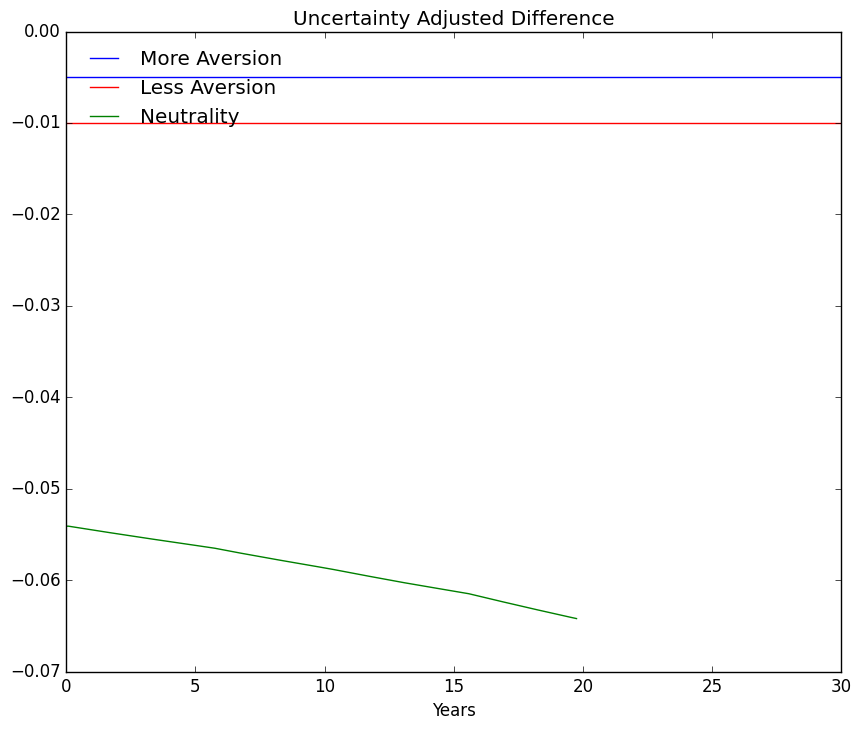 Uncertainty Adjusted Difference
0.00
More Aversion
Less Aversion
Neutrality
−0.01
−0.02
−0.03
−0.04
−0.05
−0.06
−0.07
0 5 10 15 20 25 30
Years